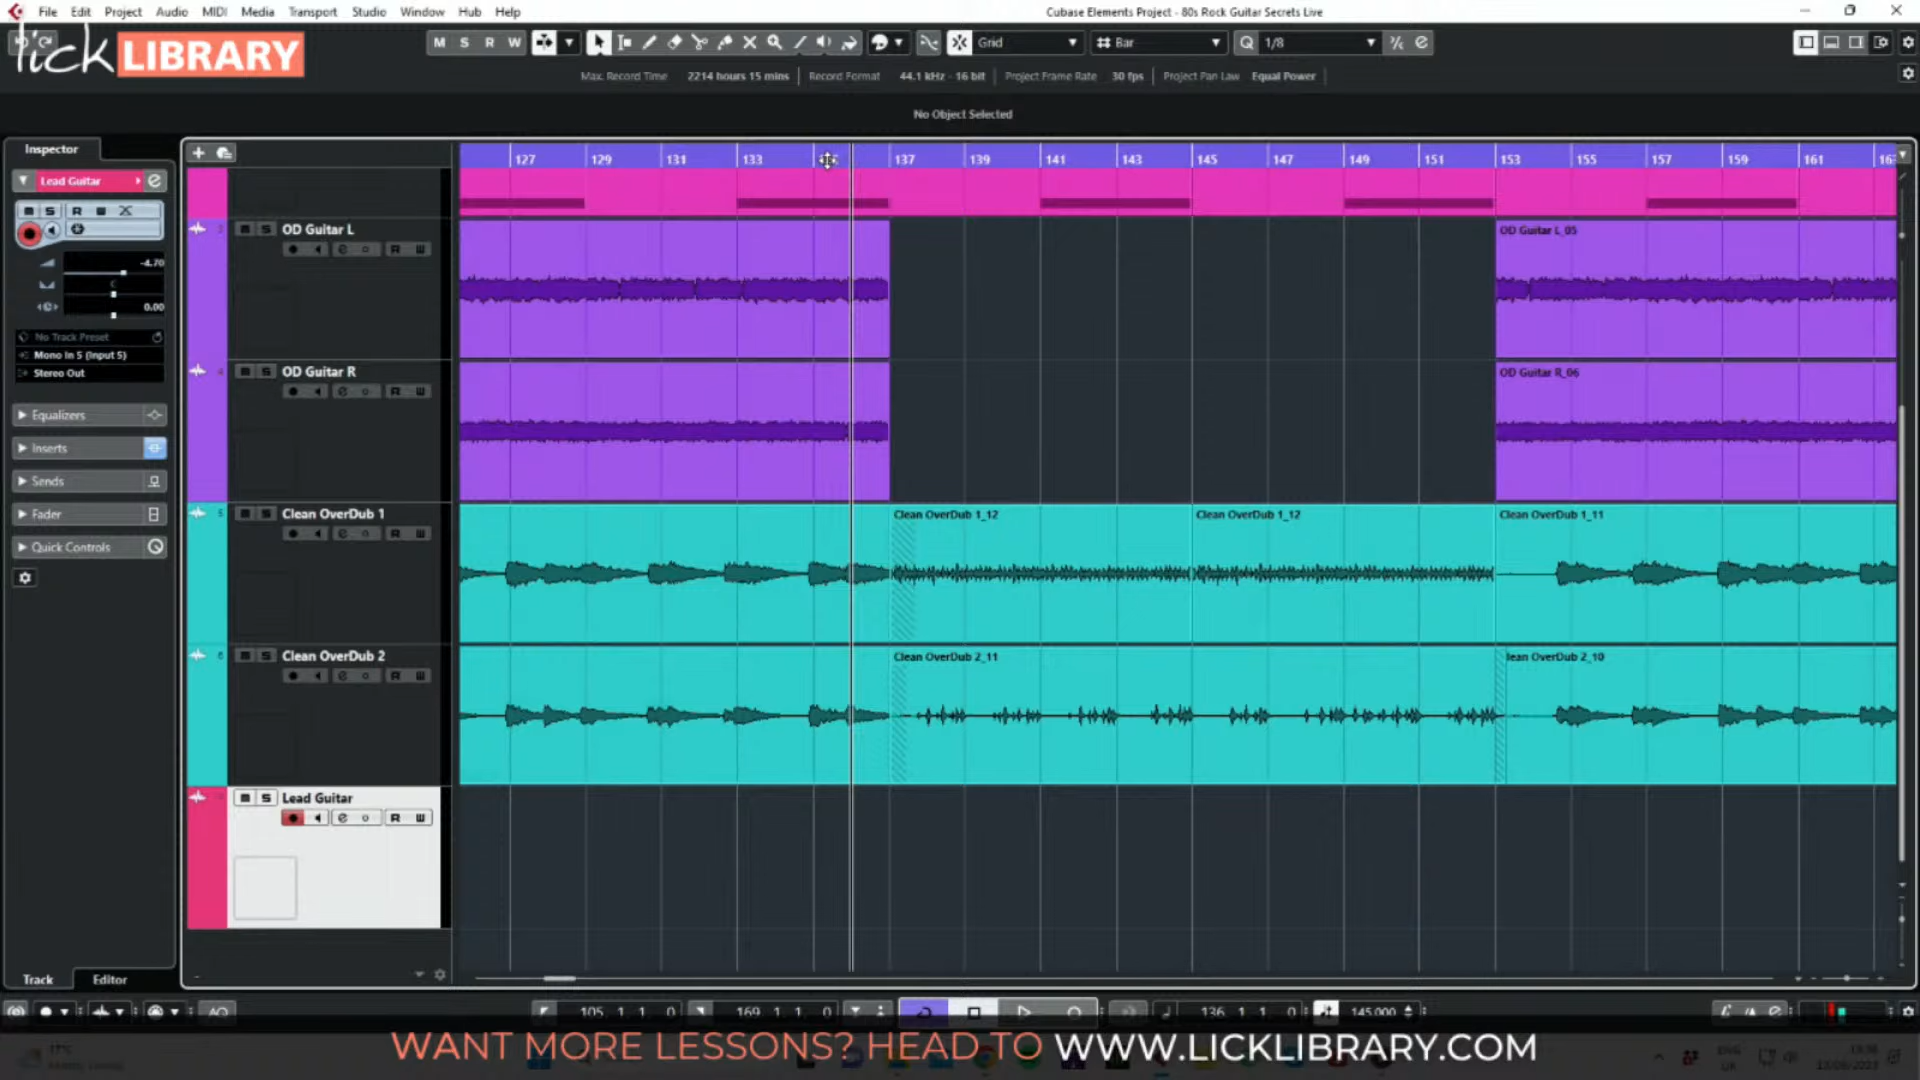 File Edit Project Audio MIDI Media Transport Studio Window Hub Help
Cubase Elements Project - 80s Rock Guitar Secrets Live
lick LIBRARY
M S R W
Grid
Bar
Q 1/8
Max. Record Time 2214 hours 15 mins Record Format 44.1 kHz - 16 bit Project Frame Rate 30 fps Project Pan Law Equal Power
No Object Selected
Inspector
127 129 131 133 137 139 141 143 145 147 149 151 153 155 157 159 161
Lead Guitar
-4.70
0.00
No Track Preset
Mono In 5 (Input 5)
Stereo Out
Equalizers
Inserts
Sends
Fader
Quick Controls
OD Guitar L
OD Guitar L_05
OD Guitar R
OD Guitar R_06
Clean OverDub 1
Clean OverDub 1_12
Clean OverDub 1_12
Clean OverDub 1_11
Clean OverDub 2
Clean OverDub 2_11
lean OverDub 2_10
Lead Guitar
Track Editor
AQ
105 1 1 0
169 1 1 0
136 1 1 0
145.000
WANT MORE LESSONS? HEAD TO WWW.LICKLIBRARY.COM